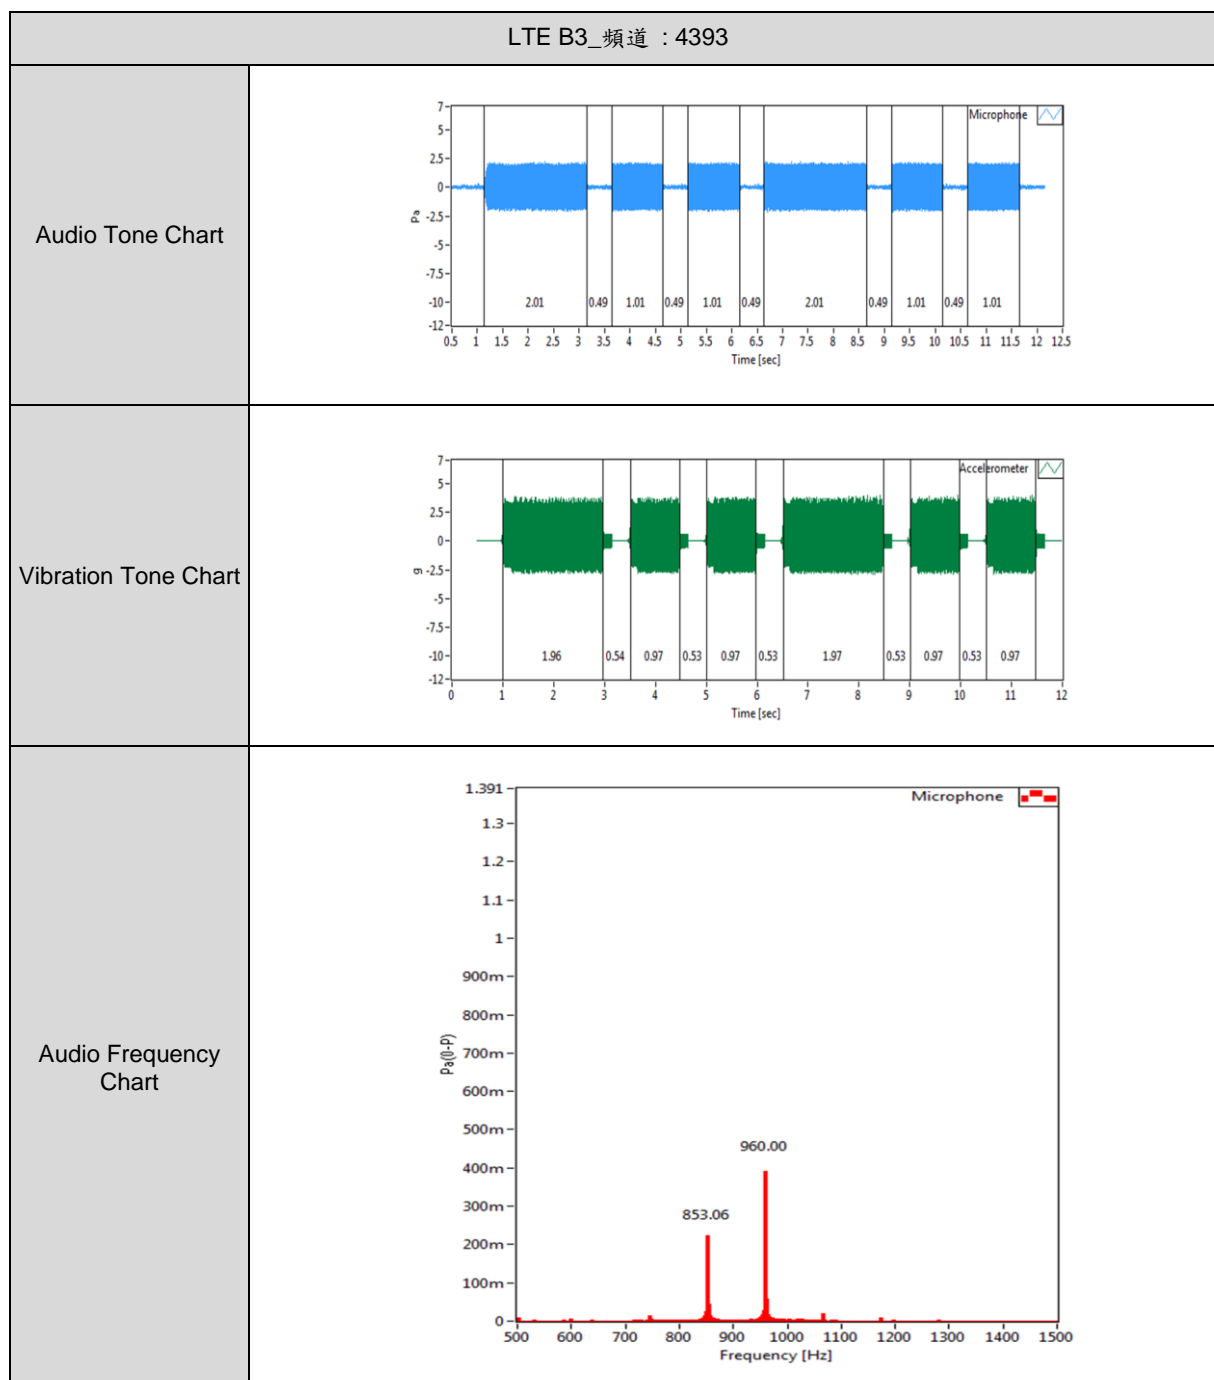 LTE B3_頻道 : 4393
Audio Tone Chart
Microphone
7
5
2.5
0
-2.5
-5
-7.5
-10
-12
Pa
2.01 0.49 1.01 0.49 1.01 0.49 2.01 0.49 1.01 0.49 1.01
0.5 1 1.5 2 2.5 3 3.5 4 4.5 5 5.5 6 6.5 7 7.5 8 8.5 9 9.5 10 10.5 11 11.5 12 12.5
Time [sec]
Vibration Tone Chart
Accelerometer
7
5
2.5
0
-2.5
-5
-7.5
-10
-12
g
1.96 0.54 0.97 0.53 0.97 0.53 1.97 0.53 0.97 0.53 0.97
0 1 2 3 4 5 6 7 8 9 10 11 12
Time [sec]
Audio Frequency
Chart
Microphone
1.391
1.3
1.2
1.1
1
900m
800m
700m
600m
500m
400m
300m
200m
100m
0
Pa(0-P)
960.00
853.06
500 600 700 800 900 1000 1100 1200 1300 1400 1500
Frequency [Hz]